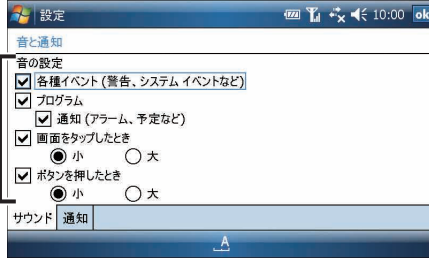 設定 10:00 ok
音と通知
音の設定
各種イベント (警告、システム イベントなど)
プログラム
通知 (アラーム、予定など)
画面をタップしたとき
小 大
ボタンを押したとき
小 大
サウンド 通知
A